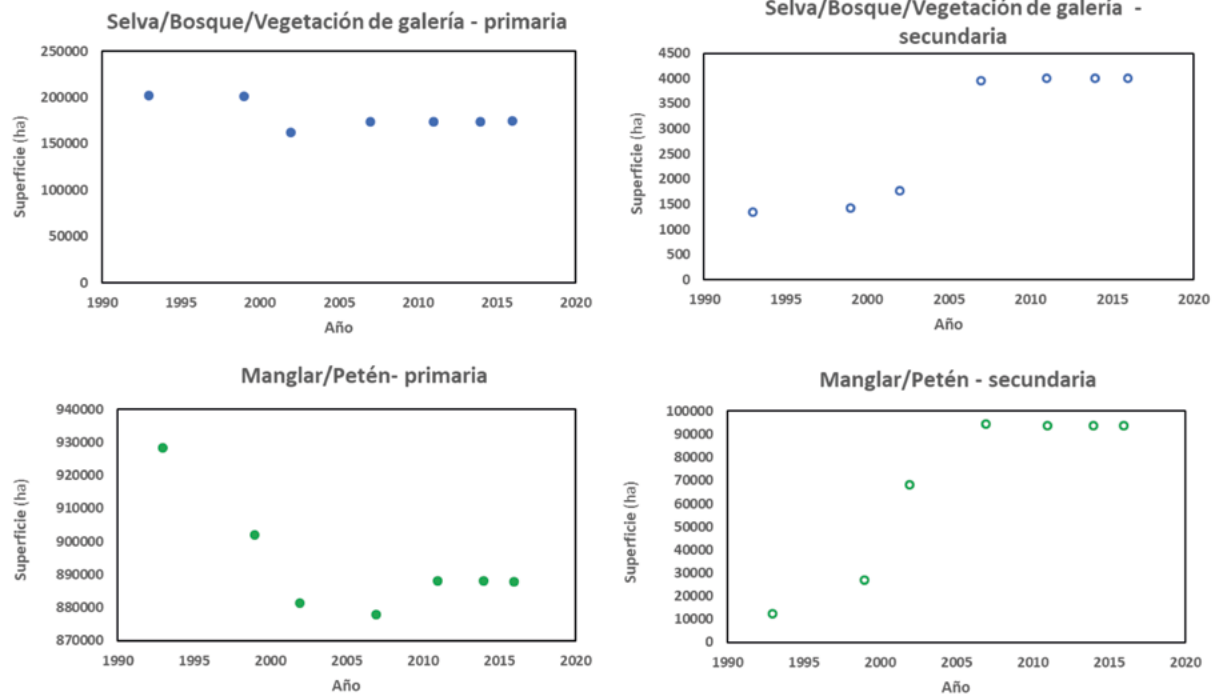 Selva/Bosque/Vegetación de galería - primaria
250000
200000
150000
100000
50000
0
Superficie (ha)
1990 1995 2000 2005 2010 2015 2020
Año
Selva/Bosque/Vegetación de galería -
secundaria
4500
4000
3500
3000
2500
2000
1500
1000
500
0
Superficie (ha)
1990 1995 2000 2005 2010 2015 2020
Año
Manglar/Petén- primaria
940000
930000
920000
910000
900000
890000
880000
870000
Superficie (ha)
1990 1995 2000 2005 2010 2015 2020
Año
Manglar/Petén - secundaria
100000
90000
80000
70000
60000
50000
40000
30000
20000
10000
0
Superficie (ha)
1990 1995 2000 2005 2010 2015 2020
Año